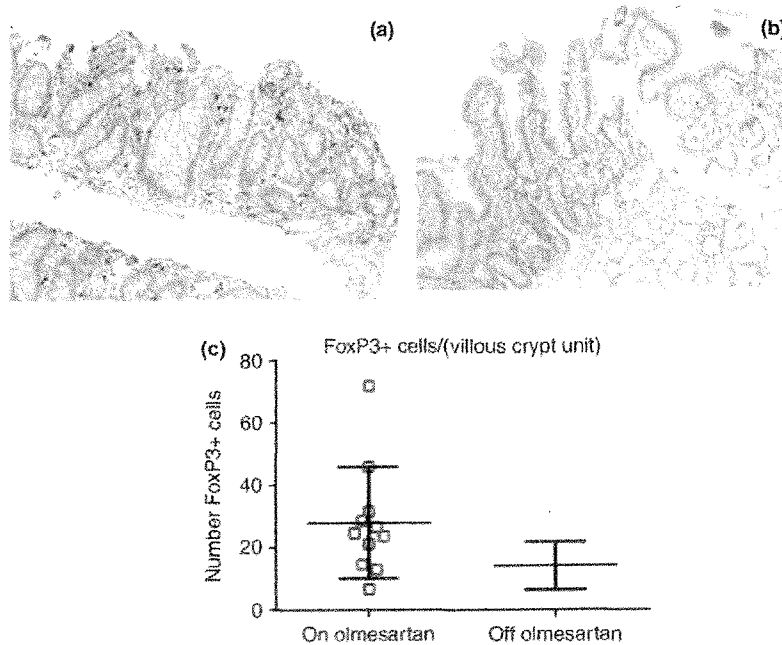 (a)
(b)
(c)
FoxP3+ cells/(villous crypt unit)
Number FoxP3+ cells
80
60
40
20
0
On olmesartan
Off olmesartan